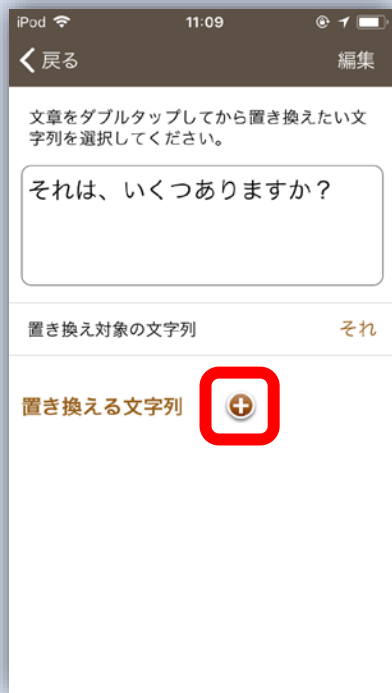 iPod 11:09
戻る 編集
文章をダブルタップしてから置き換えたい文
字列を選択してください。
それは、いくつありますか？
置き換え対象の文字列 それ
置き換える文字列